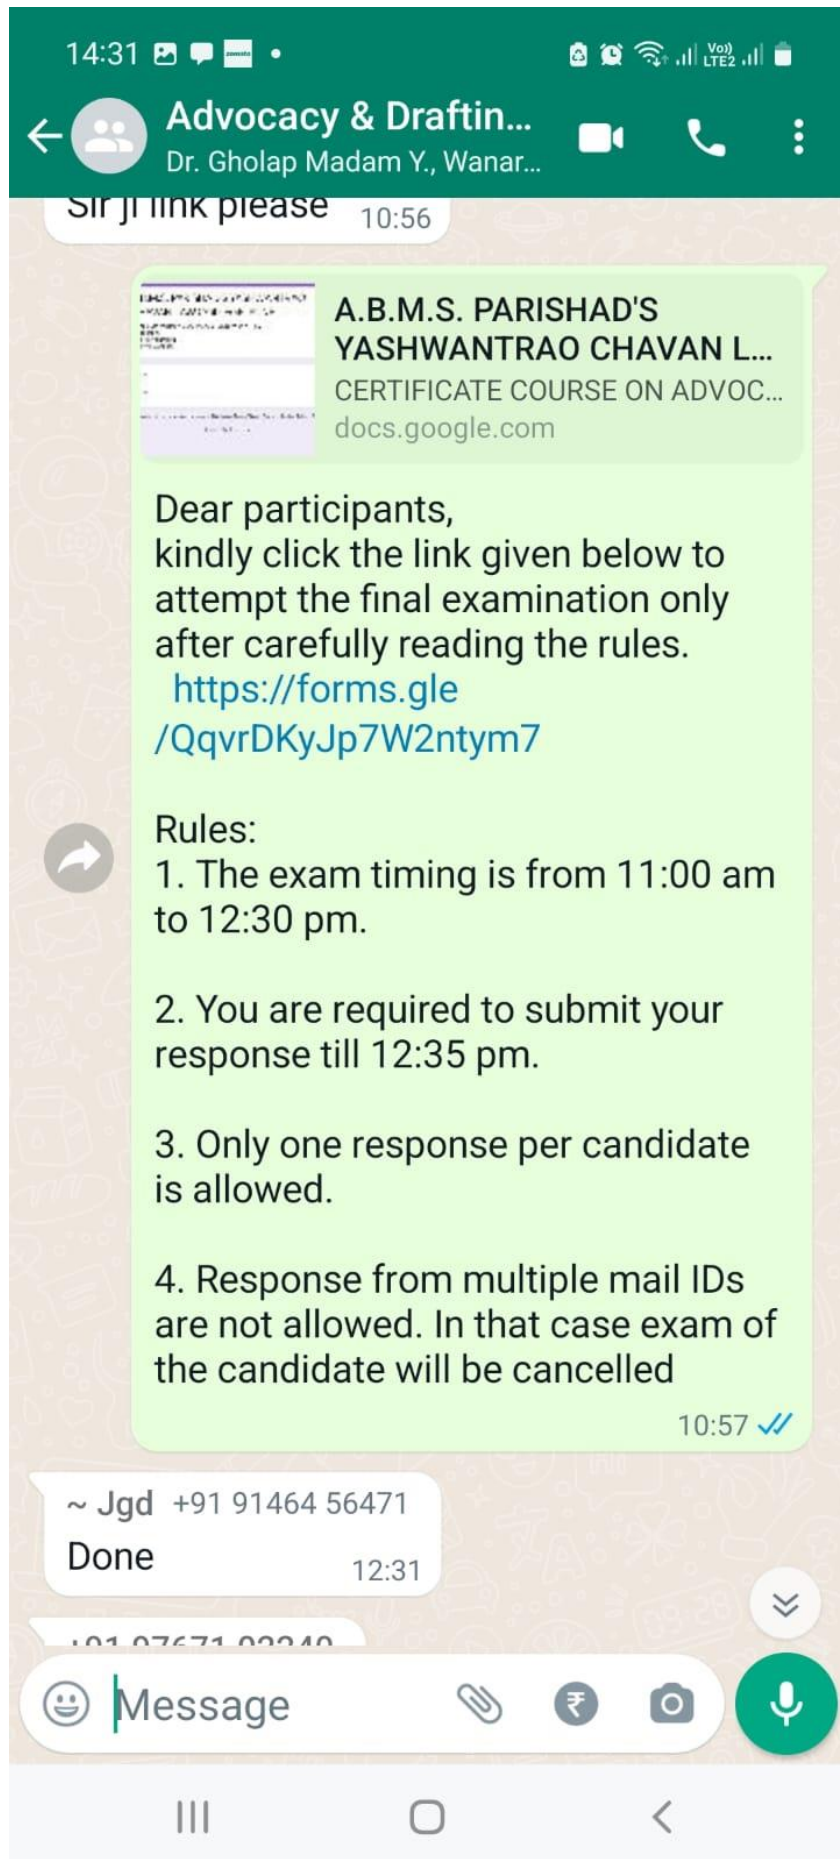 14:31
Vo))
LTE2
Advocacy & Draftin...
Dr. Gholap Madam Y., Wanar...
Sir ji link please 10:56
A.B.M.S. PARISHAD'S
YASHWANTRAO CHAVAN L...
CERTIFICATE COURSE ON ADVOC...
docs.google.com
Dear participants,
kindly click the link given below to
attempt the final examination only
after carefully reading the rules.
https://forms.gle
/QqvrDKyJp7W2ntym7
Rules:
1. The exam timing is from 11:00 am
to 12:30 pm.
2. You are required to submit your
response till 12:35 pm.
3. Only one response per candidate
is allowed.
4. Response from multiple mail IDs
are not allowed. In that case exam of
the candidate will be cancelled
10:57
~ Jgd +91 91464 56471
Done 12:31
Message